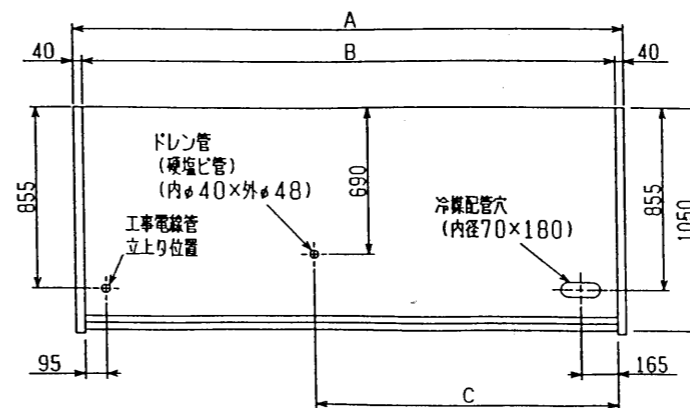 A
40
B
40
ドレン管
(硬塩ビ管)
(内φ40×外φ48)
690
855
工事電線管
立上り位置
冷媒配管穴
(内径70×180)
855
1050
95
165
C